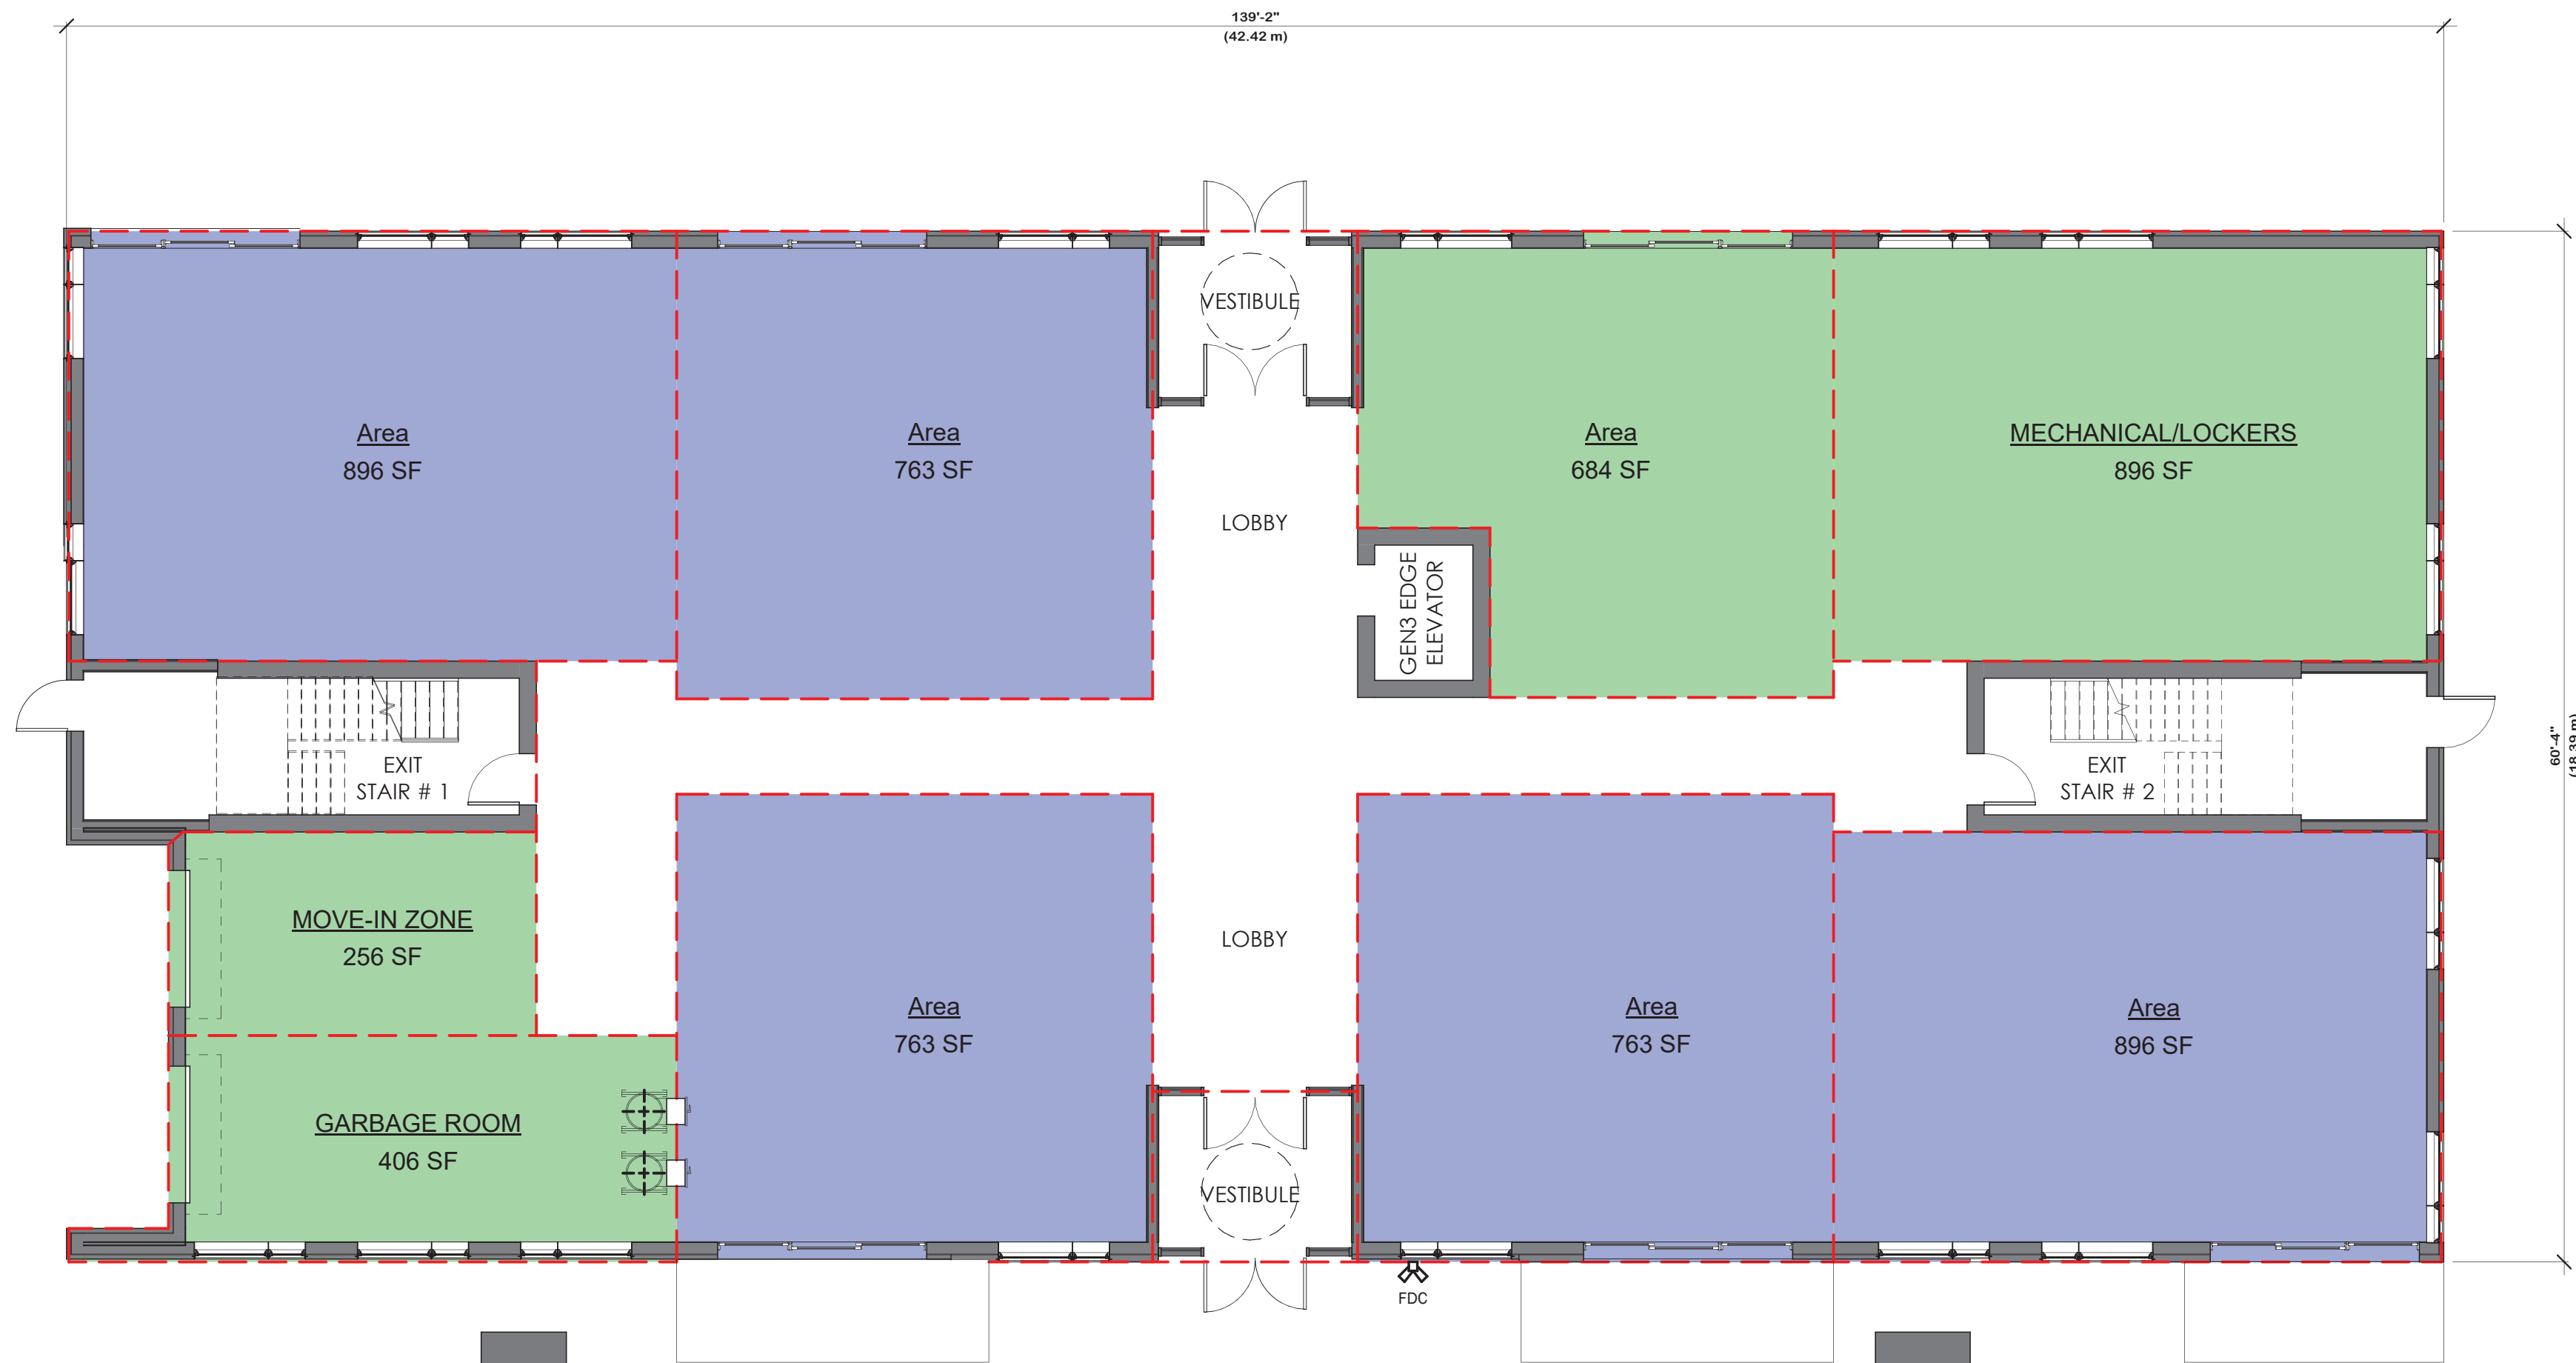 139'-2"
(42.42 m)
VESTIBULE
Area
896 SF
Area
763 SF
Area
684 SF
MECHANICAL/LOCKERS
896 SF
LOBBY
GEN3 EDGE
ELEVATOR
60'-4"
(18.39 m)
EXIT
STAIR # 1
EXIT
STAIR # 2
MOVE-IN ZONE
256 SF
LOBBY
Area
763 SF
Area
763 SF
Area
896 SF
GARBAGE ROOM
406 SF
VESTIBULE
FDC